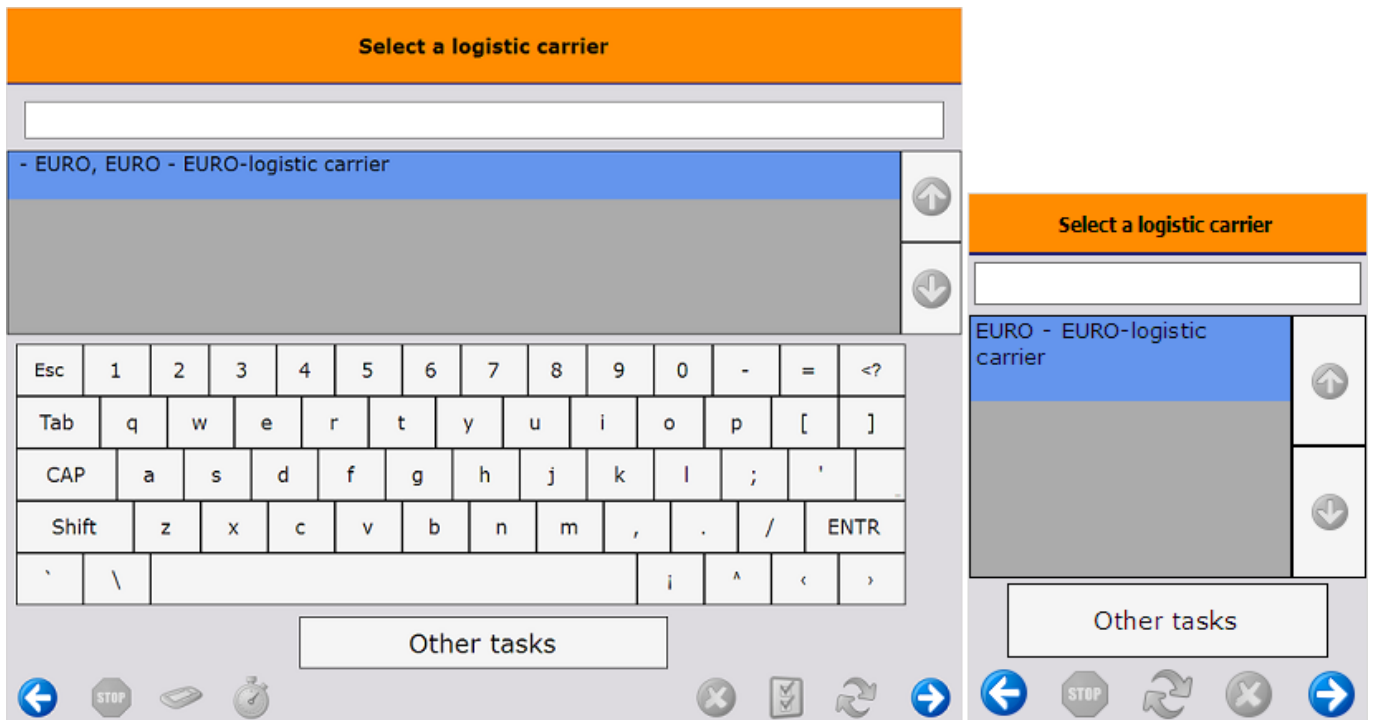 Select a logistic carrier
- EURO, EURO - EURO-logistic carrier
Esc 1 2 3 4 5 6 7 8 9 0 - = <?
Tab q w e r t y u i o p [ ]
CAP a s d f g h j k l ; '
Shift z x c v b n m , . / ENTR
` \ ¡ ^ ‹ ›
Other tasks
STOP
Select a logistic carrier
EURO - EURO-logistic
carrier
Other tasks
STOP